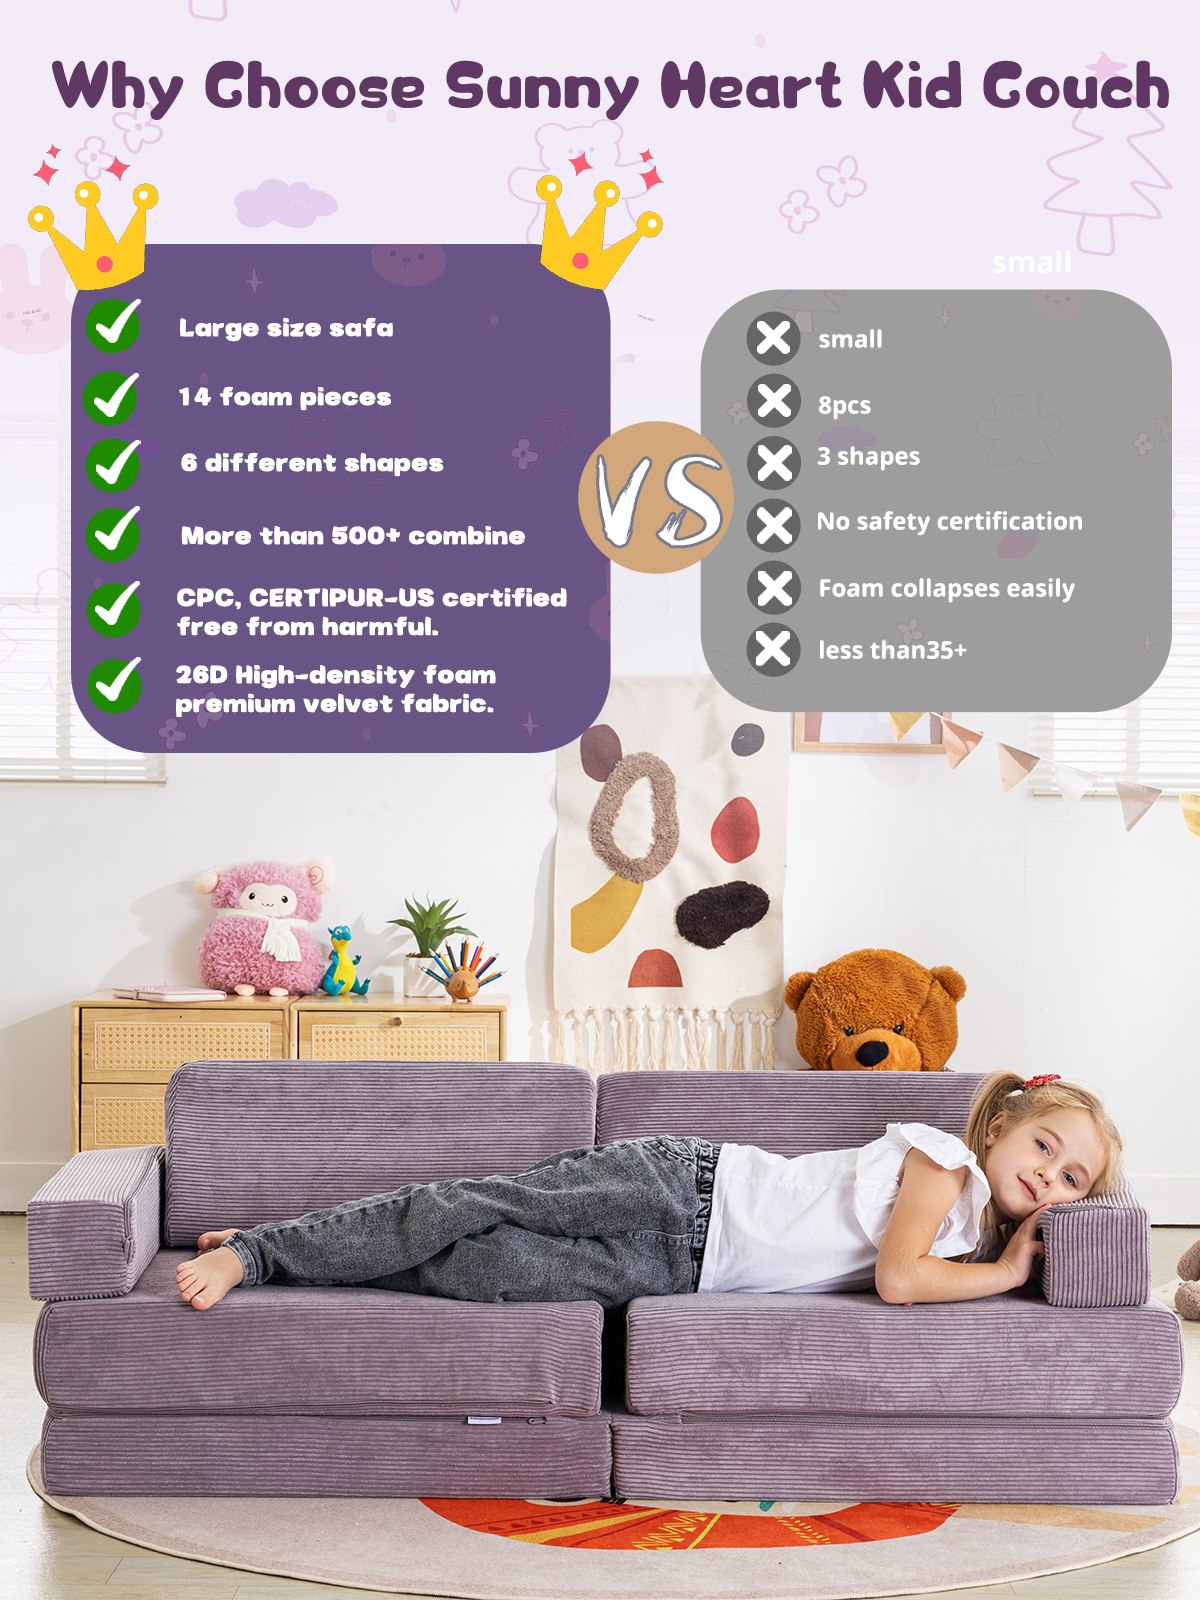 Why Choose Sunny Heart Kid Couch
small
Large size safa
14 foam pieces
6 different shapes
More than 500+ combine
CPC, CERTIPUR-US certified
free from harmful.
26D High-density foam
premium velvet fabric.
VS
small
8pcs
3 shapes
No safety certification
Foam collapses easily
less than35+